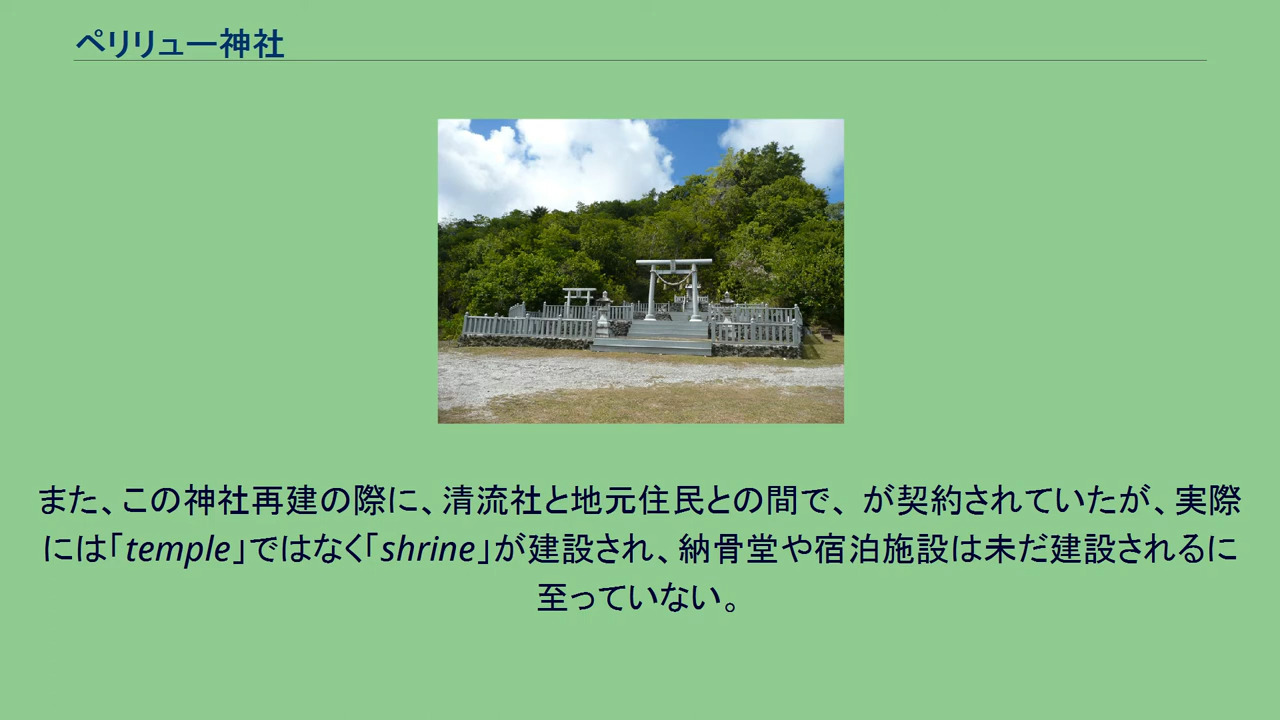 ペリリュー神社
また、この神社再建の際に、清流社と地元住民との間で、 が契約されていたが、実際
には「temple」ではなく「shrine」が建設され、納骨堂や宿泊施設は未だ建設されるに
至っていない。